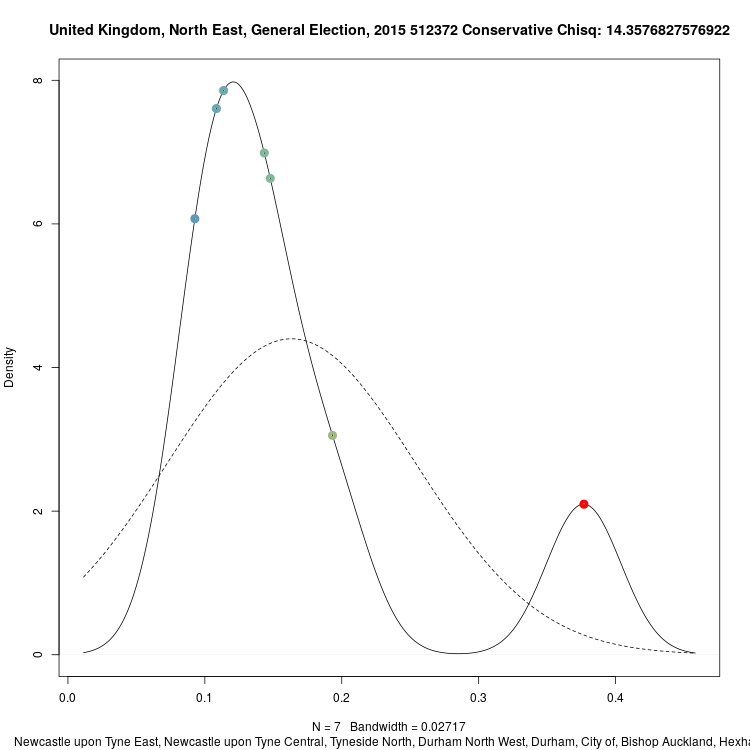 United Kingdom, North East, General Election, 2015 512372 Conservative Chisq: 14.3576827576922
8
6
4
2
0
Density
0.0 0.1 0.2 0.3 0.4
N = 7 Bandwidth = 0.02717
Newcastle upon Tyne East, Newcastle upon Tyne Central, Tyneside North, Durham North West, Durham, City of, Bishop Auckland, Hexha